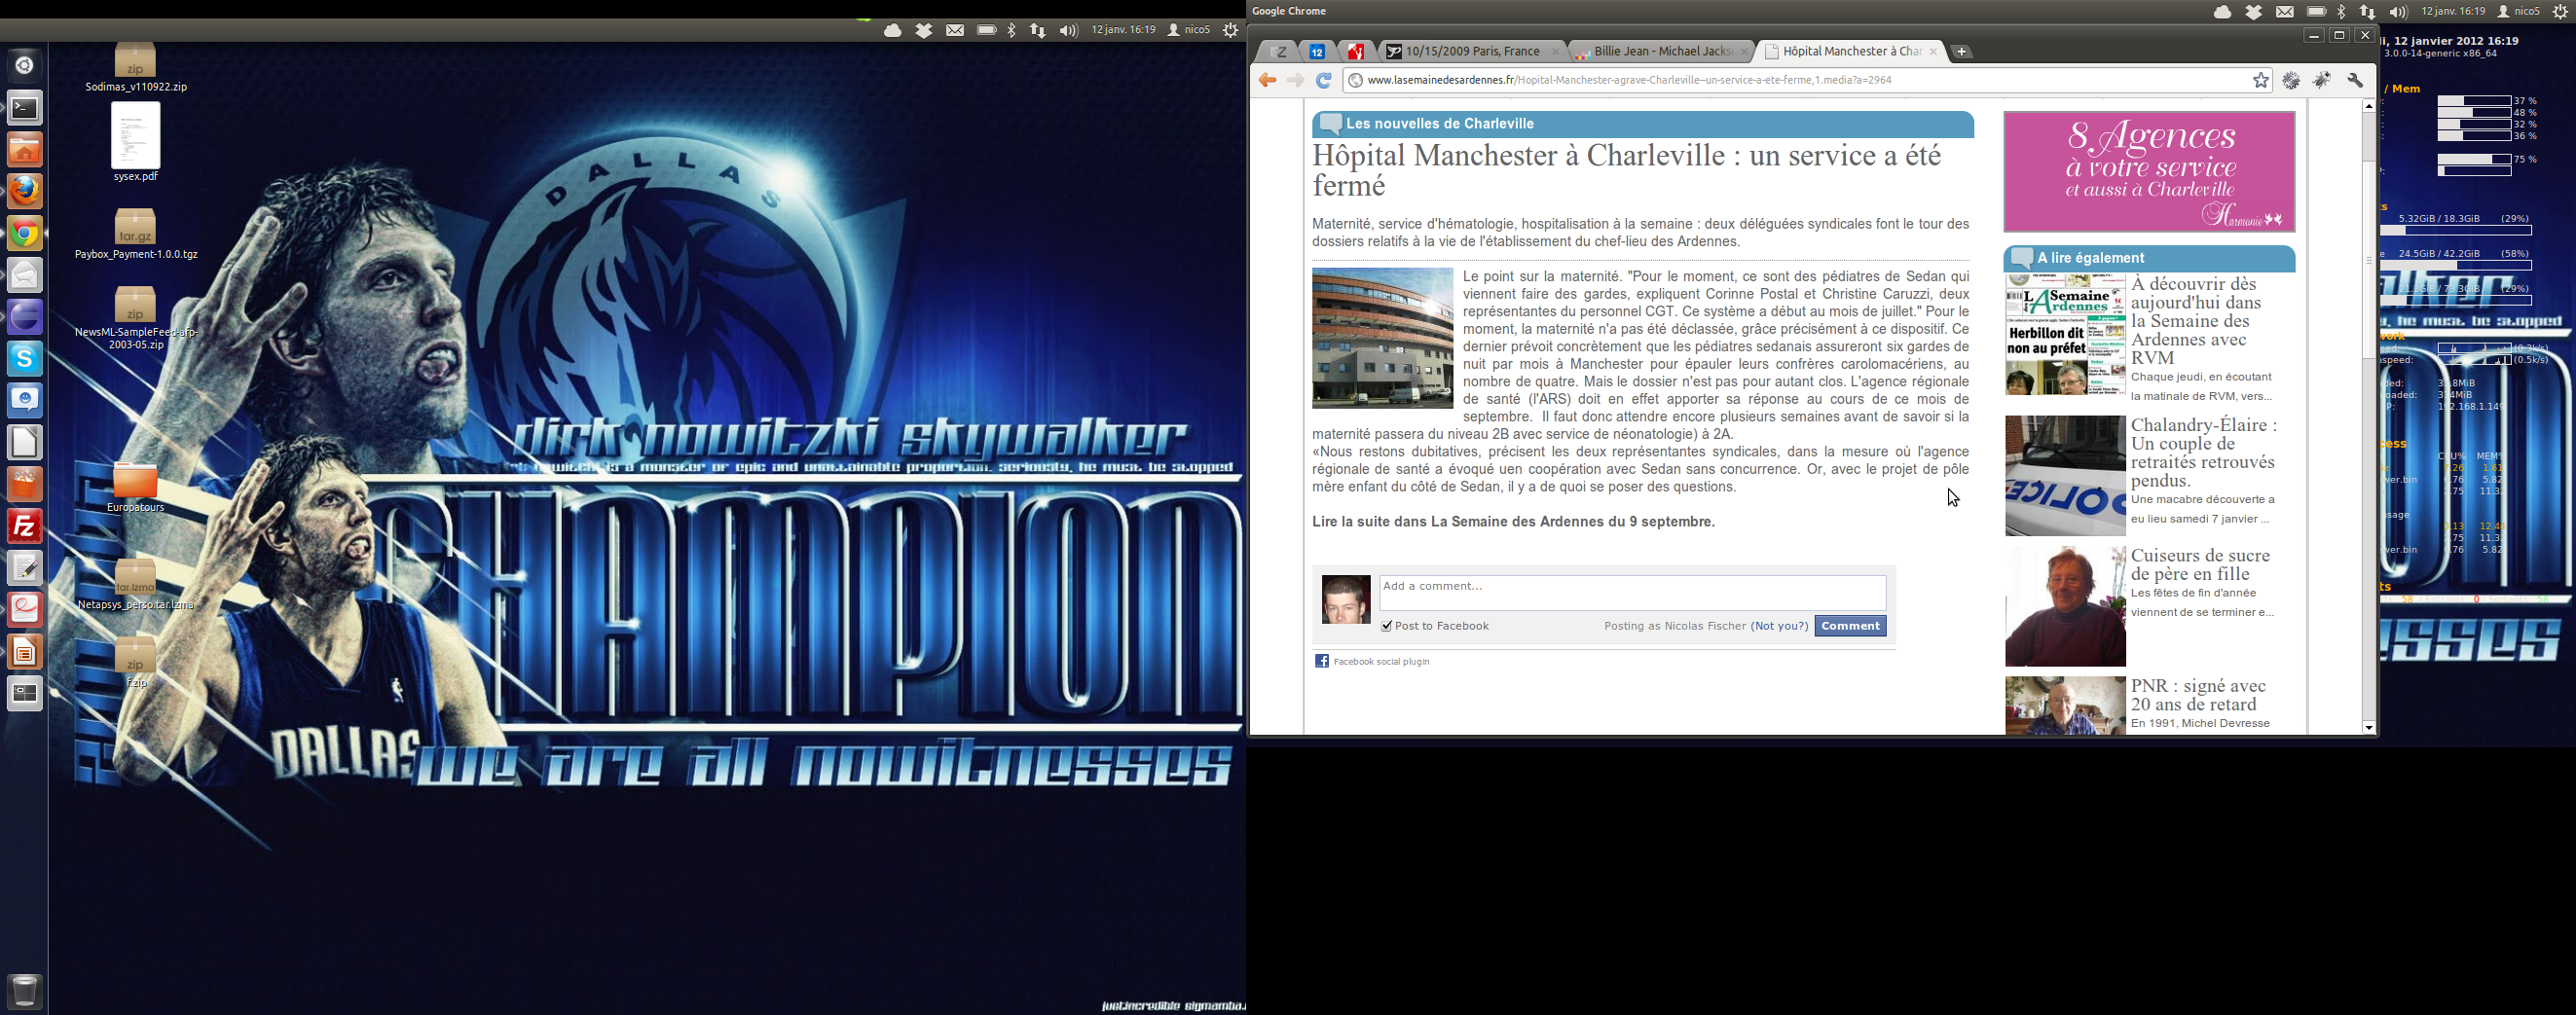 12 janv. 16:19 nico5
zip
Sodimas_v110922.zip
sysex.pdf
tar.gz
Paybox_Payment-1.0.0.tgz
zip
NewsML-SampleFeed-afp-
2003-05.zip
Europatours
tar.lzma
Netapsys_perso.tar.lzma
zip
f.zip
DALLAS
dirk nowitzki skywalker
nowitzki is a monster of epic and unattainable proportion. seriously, he must be stopped
CHAMPION
DALLAS
we are all nowitnesses
justincredible sigmamba.
Google Chrome
12 janv. 16:19 nico5
10/15/2009 Paris, France
Billie Jean - Michael Jacks
Hôpital Manchester à Char
www.lasemainedesardennes.fr/Hopital-Manchester-agrave-Charleville--un-service-a-ete-ferme,1.media?a=2964
Les nouvelles de Charleville
Hôpital Manchester à Charleville : un service a été
fermé
Maternité, service d'hématologie, hospitalisation à la semaine : deux déléguées syndicales font le tour des
dossiers relatifs à la vie de l'établissement du chef-lieu des Ardennes.
Le point sur la maternité. "Pour le moment, ce sont des pédiatres de Sedan qui
viennent faire des gardes, expliquent Corinne Postal et Christine Caruzzi, deux
représentantes du personnel CGT. Ce système a début au mois de juillet." Pour le
moment, la maternité n'a pas été déclassée, grâce précisément à ce dispositif. Ce
dernier prévoit concrètement que les pédiatres sedanais assureront six gardes de
nuit par mois à Manchester pour épauler leurs confrères carolomacériens, au
nombre de quatre. Mais le dossier n'est pas pour autant clos. L'agence régionale
de santé (l'ARS) doit en effet apporter sa réponse au cours de ce mois de
septembre. Il faut donc attendre encore plusieurs semaines avant de savoir si la
maternité passera du niveau 2B avec service de néonatologie) à 2A.
«Nous restons dubitatives, précisent les deux représentantes syndicales, dans la mesure où l'agence
régionale de santé a évoqué uen coopération avec Sedan sans concurrence. Or, avec le projet de pôle
mère enfant du côté de Sedan, il y a de quoi se poser des questions.
Lire la suite dans La Semaine des Ardennes du 9 septembre.
Add a comment...
Post to Facebook
Posting as Nicolas Fischer (Not you?) Comment
Facebook social plugin
8 Agences
à votre service
et aussi à Charleville
Harmonie
A lire également
LA Semaine
Ardennes
Herbillon dit
non au préfet
À découvrir dès
aujourd'hui dans
la Semaine des
Ardennes avec
RVM
Chaque jeudi, en écoutant
la matinale de RVM, vers...
POLICE
Chalandry-Élaire :
Un couple de
retraités retrouvés
pendus.
Une macabre découverte a
eu lieu samedi 7 janvier ...
Cuiseurs de sucre
de père en fille
Les fêtes de fin d'année
viennent de se terminer e...
PNR : signé avec
20 ans de retard
En 1991, Michel Devresse
i, 12 janvier 2012 16:19
3.0.0-14-generic x86_64
/ Mem
37 %
48 %
32 %
36 %
75 %
5.32GiB / 18.3GiB (29%)
24.5GiB / 42.2GiB (58%)
(29%)
, he must be stopped
(0.5k/s)
192.168.1.149
CPU% MEM%